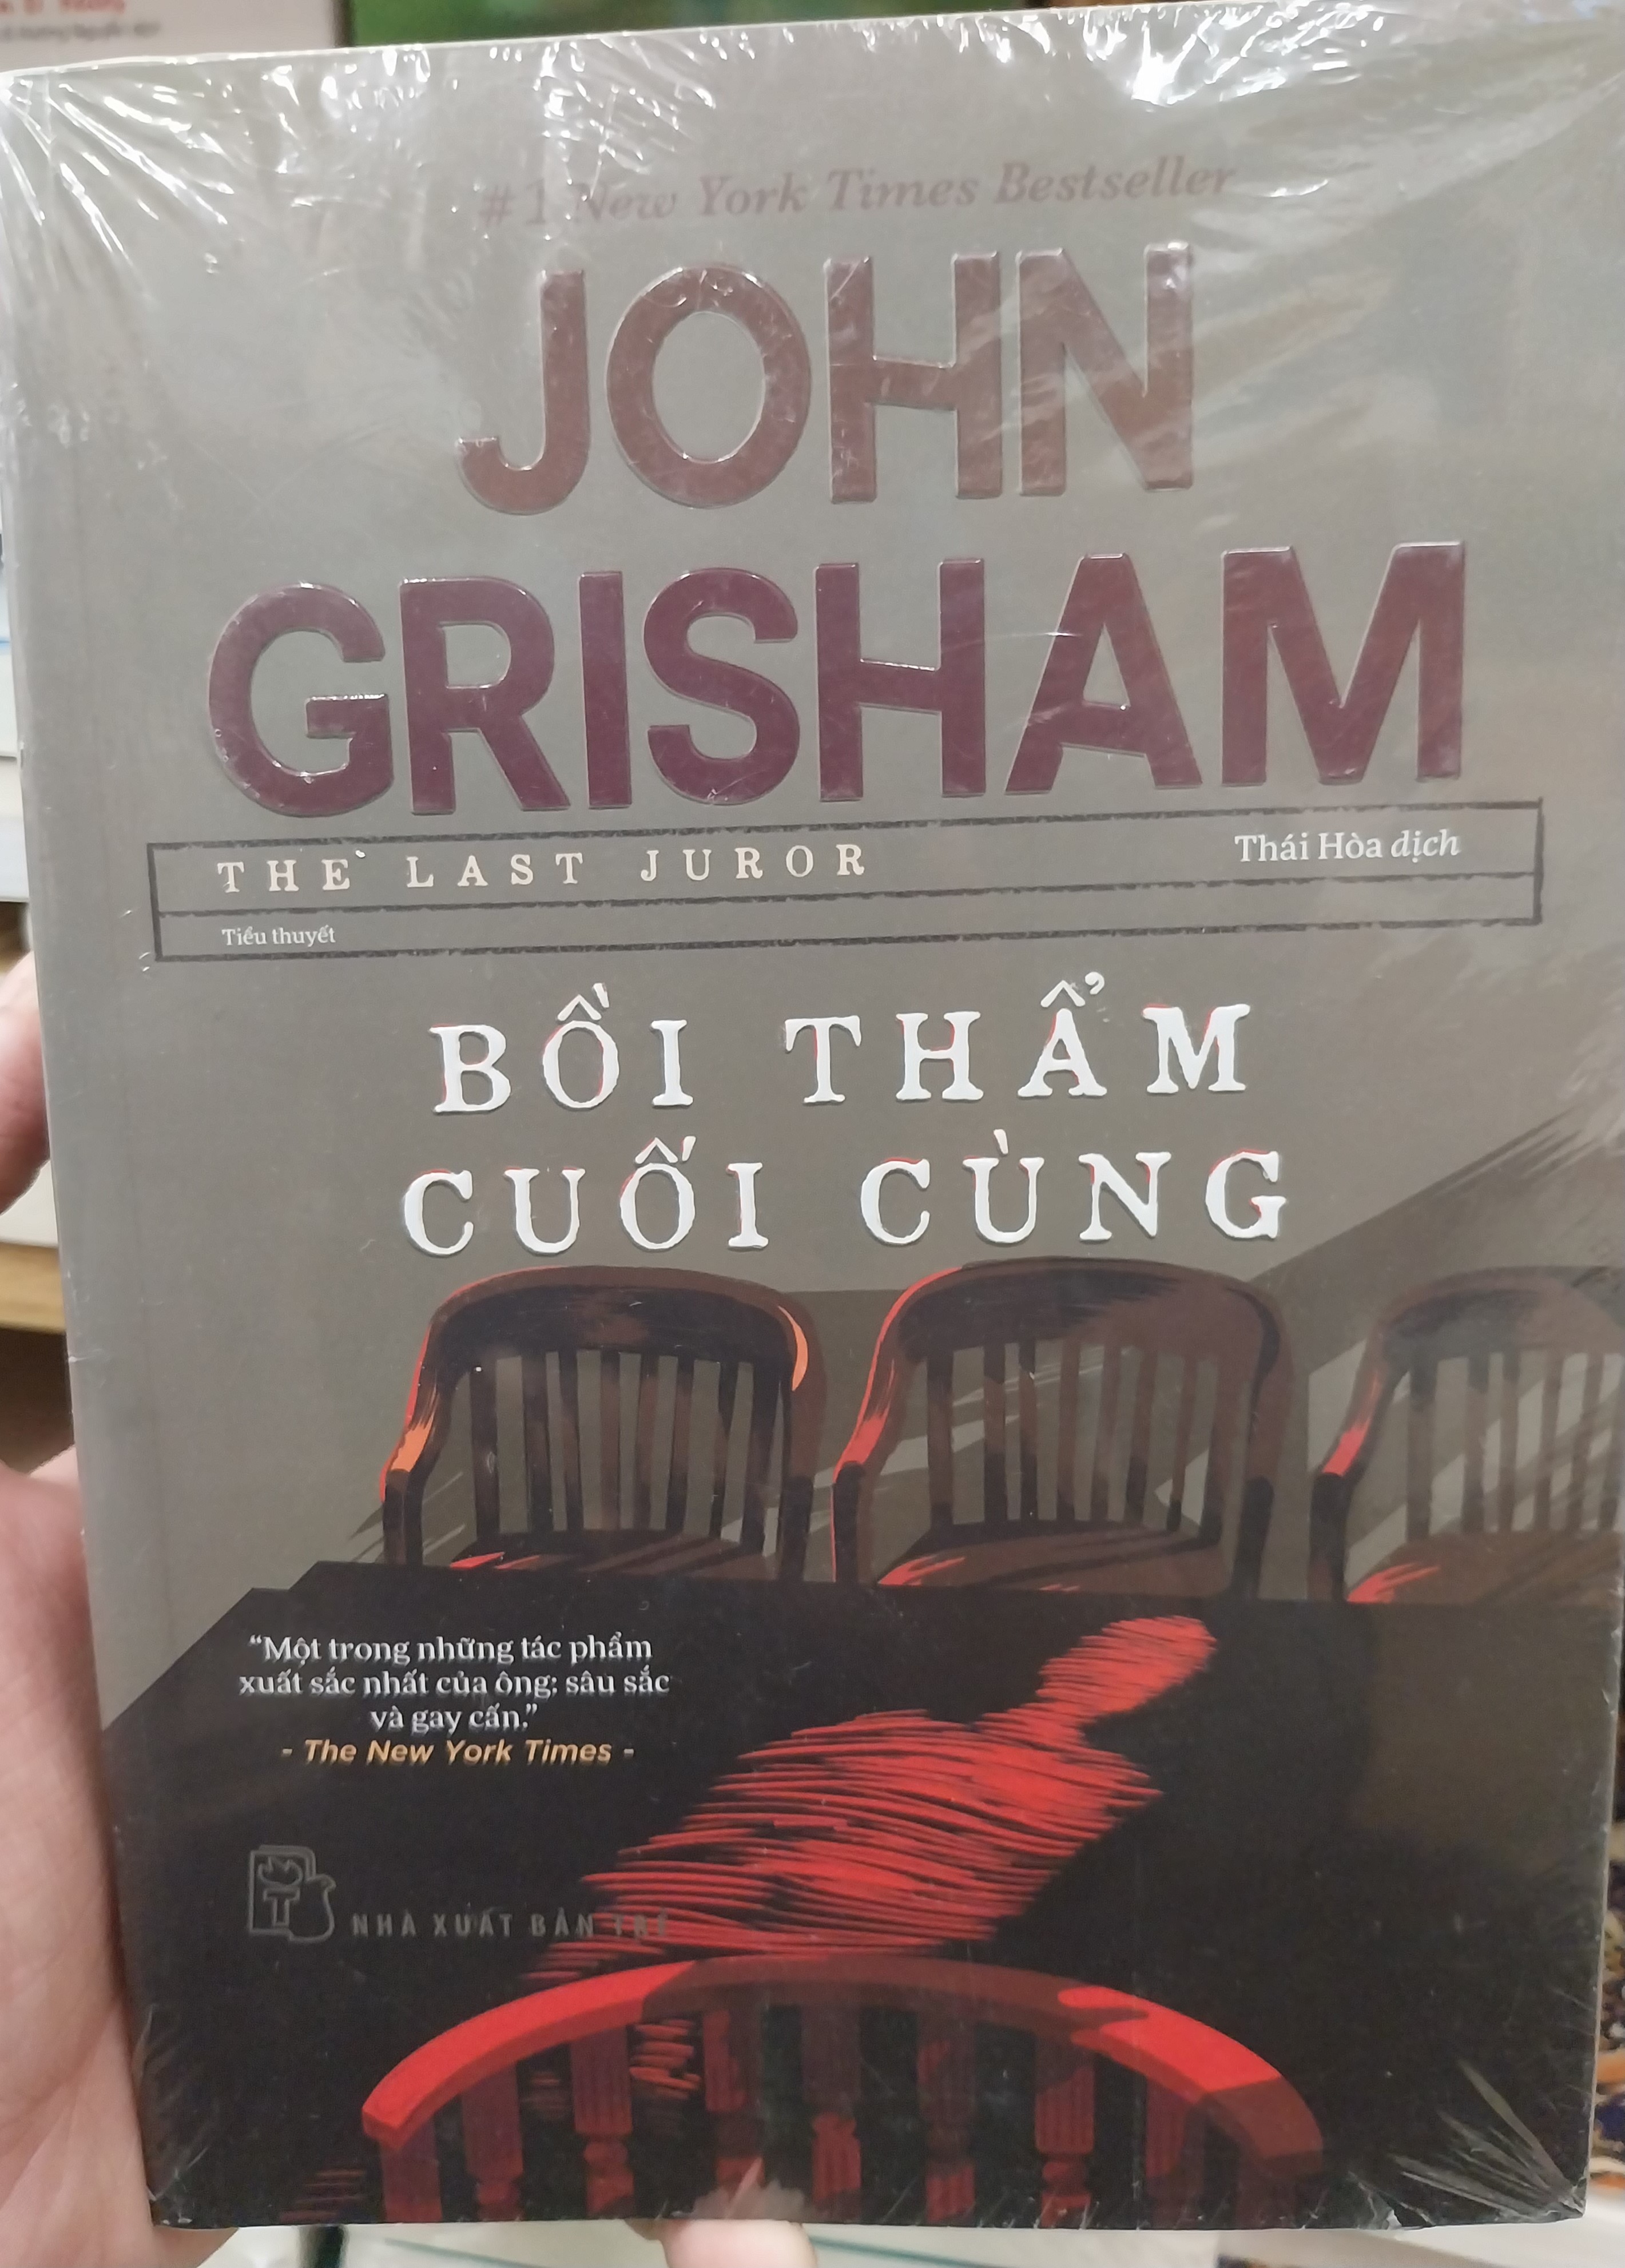 #1 New York Times Bestseller
JOHN
GRISHAM
THE LAST JUROR
Thái Hòa dịch
Tiểu thuyết
BỒI THẨM
CUỐI CÙNG
“Một trong những tác phẩm
xuất sắc nhất của ông; sâu sắc
và gay cấn.”
- The New York Times -
T
NHÀ XUẤT BẢN TRẺ